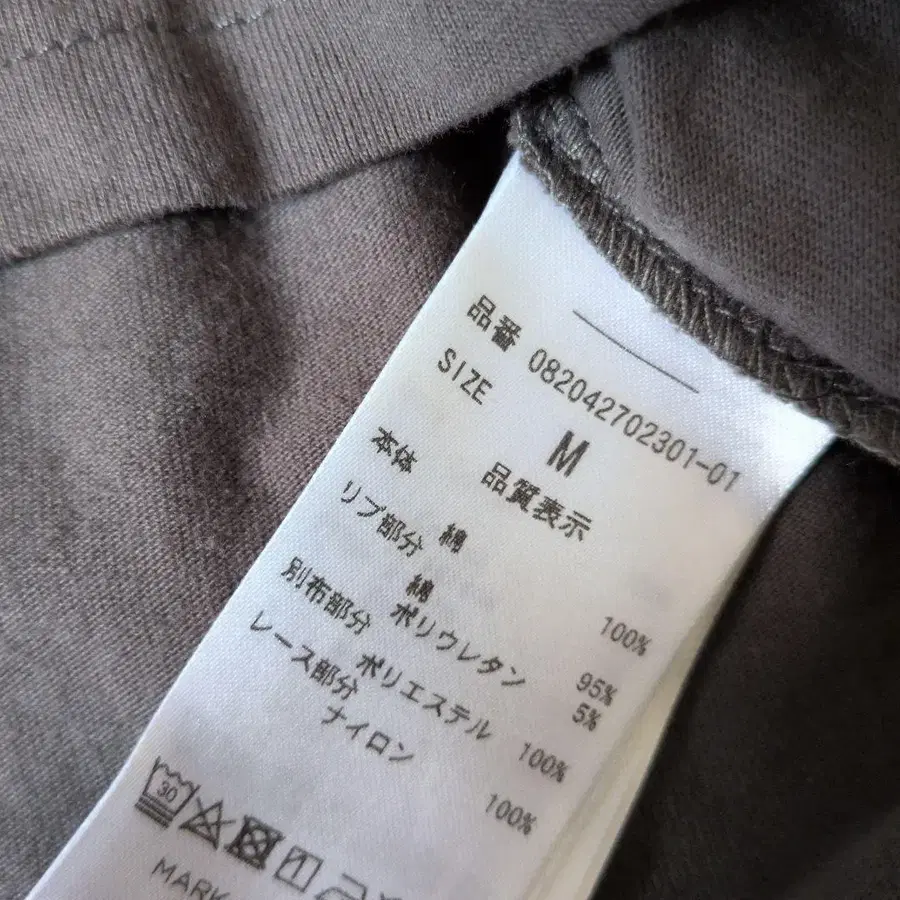 品番 082042702301-01
SIZE M
品質表示
本体
綿 100%
リブ部分
綿 95%
ポリウレタン 5%
別布部分
ポリエステル 100%
レース部分
ナイロン 100%
30
MARK